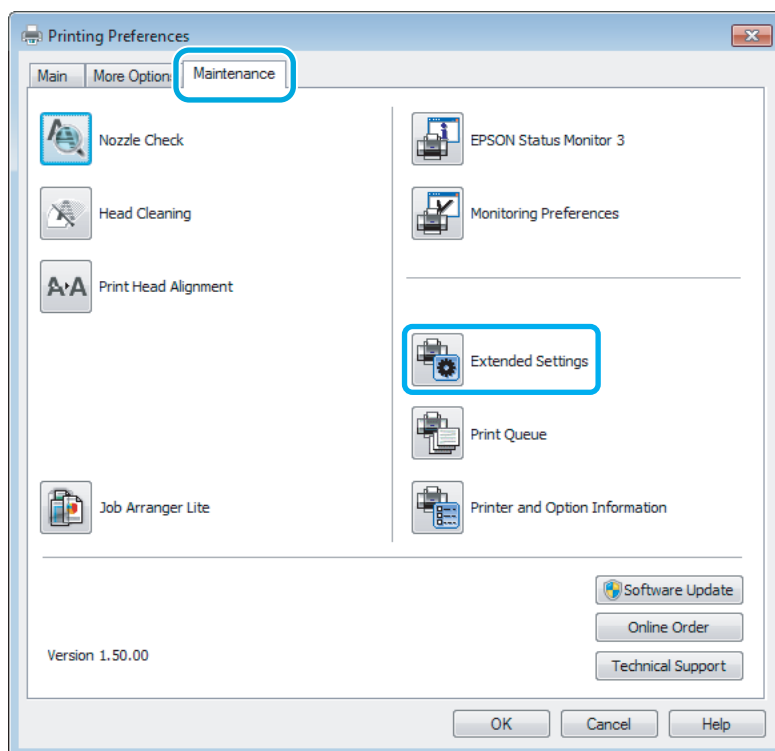 Printing Preferences
Main
More Option
Maintenance
Nozzle Check
Head Cleaning
A A Print Head Alignment
Job Arranger Lite
EPSON Status Monitor 3
Monitoring Preferences
Extended Settings
Print Queue
Printer and Option Information
Software Update
Online Order
Technical Support
Version 1.50.00
OK
Cancel
Help